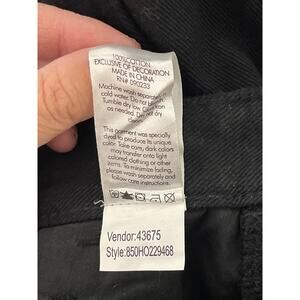 100% COTTON
EXCLUSIVE OF DECORATION
MADE IN CHINA
RN# 090233
Machine wash separately in
cold water. Do not
Tumble dry low.
as needed. Do not
Dry
This garment was specially
dyed to produce its unique
color. Take care, dark colors
may transfer onto light
colored clothing or other
items. To minimize fading,
please wash separately and
follow care instructions.
Vendor:43675
Style:850HO229468